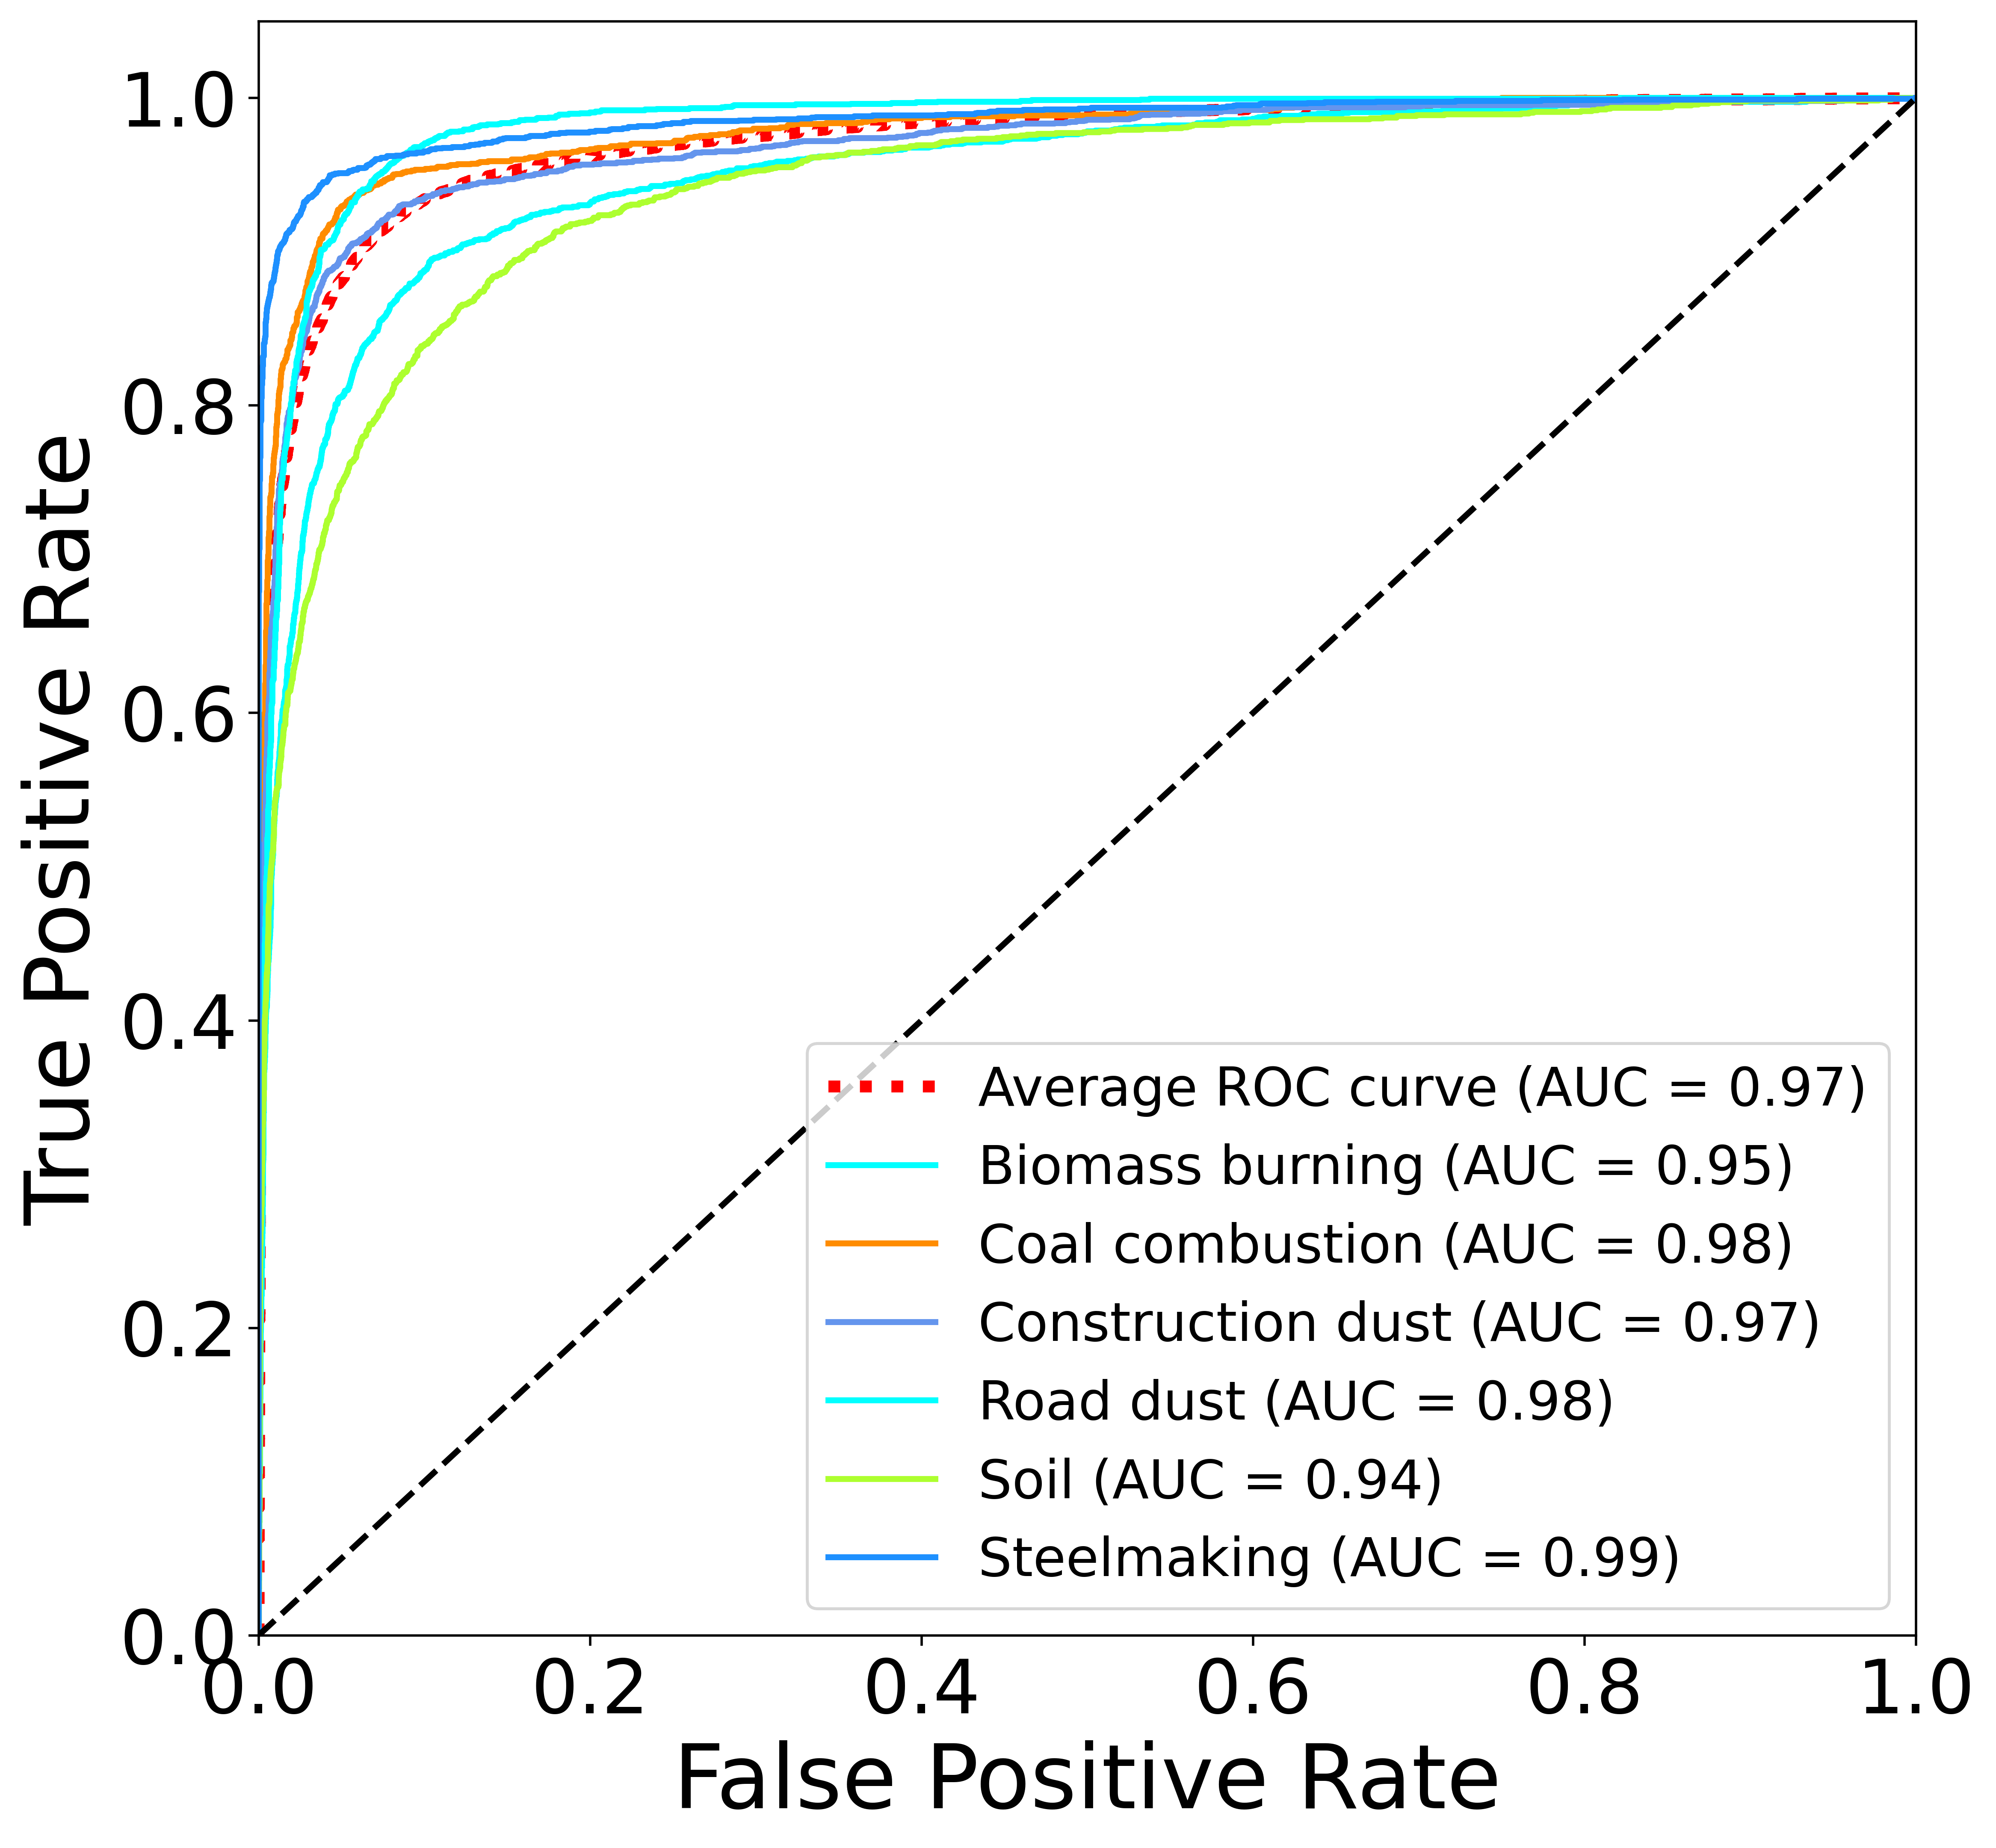 True Positive Rate
1.0
0.8
0.6
0.4
0.2
0.0
0.0 0.2 0.4 0.6 0.8 1.0
False Positive Rate
Average ROC curve (AUC = 0.97)
Biomass burning (AUC = 0.95)
Coal combustion (AUC = 0.98)
Construction dust (AUC = 0.97)
Road dust (AUC = 0.98)
Soil (AUC = 0.94)
Steelmaking (AUC = 0.99)